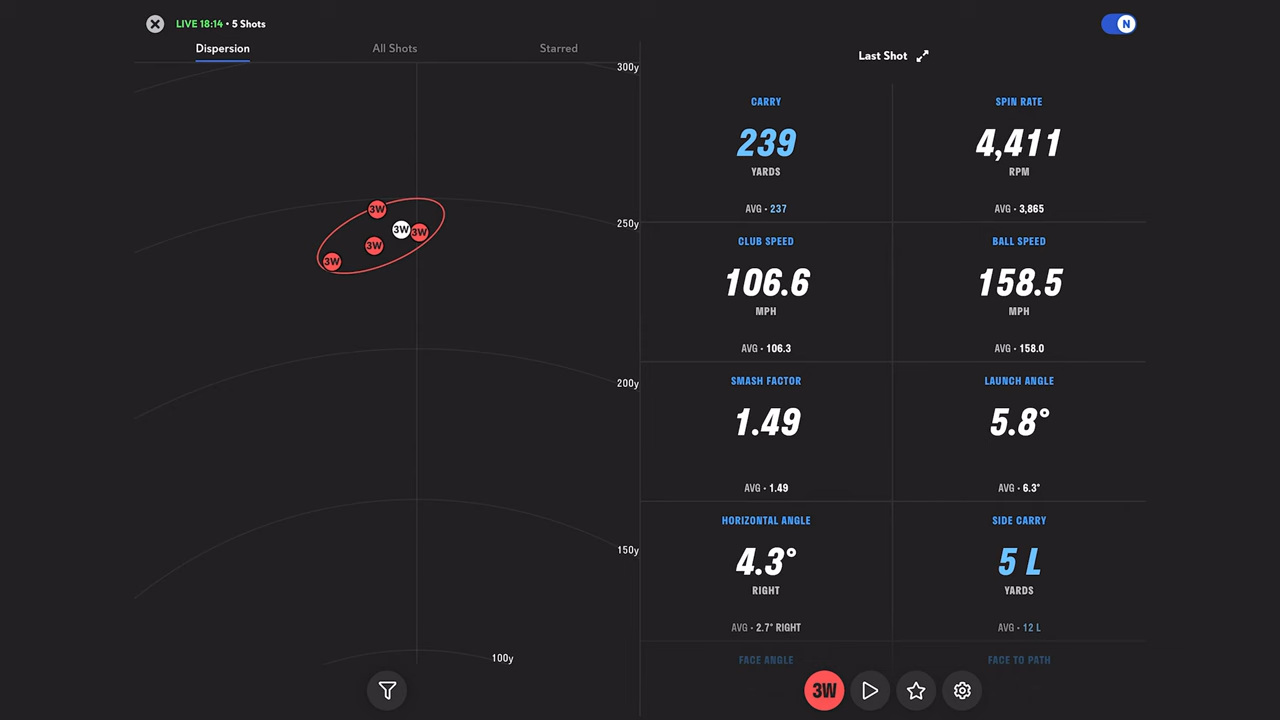 LIVE 18:14 • 5 Shots
N
Dispersion
All Shots
Starred
300y
250y
200y
150y
100y
3W
3W
3W
3W
3W
Last Shot
CARRY
239
YARDS
AVG • 237
SPIN RATE
4,411
RPM
AVG • 3,865
CLUB SPEED
106.6
MPH
AVG • 106.3
BALL SPEED
158.5
MPH
AVG • 158.0
SMASH FACTOR
1.49
AVG • 1.49
LAUNCH ANGLE
5.8°
AVG • 6.3°
HORIZONTAL ANGLE
4.3°
RIGHT
AVG • 2.7° RIGHT
SIDE CARRY
5 L
YARDS
AVG • 12 L
FACE ANGLE
FACE TO PATH
3W